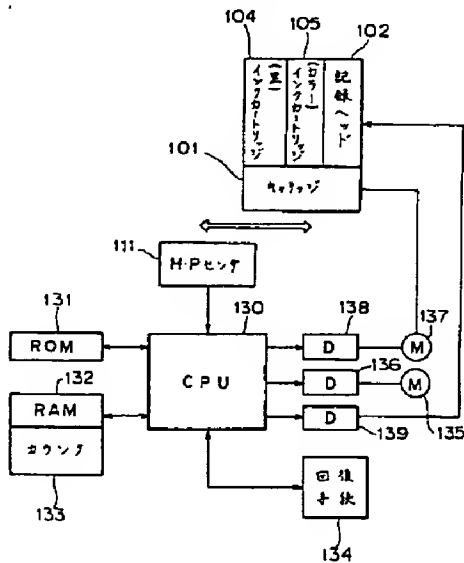 104 105 102
インクカートリッジ(黒)
インクカートリッジ(カラー)
記録ヘッド
101
キャリッジ
111
H・Pセンサ
131
ROM
132
RAM
カウンタ
133
130
CPU
138
D
137
M
136
D
M
135
D
139
回復
手段
134